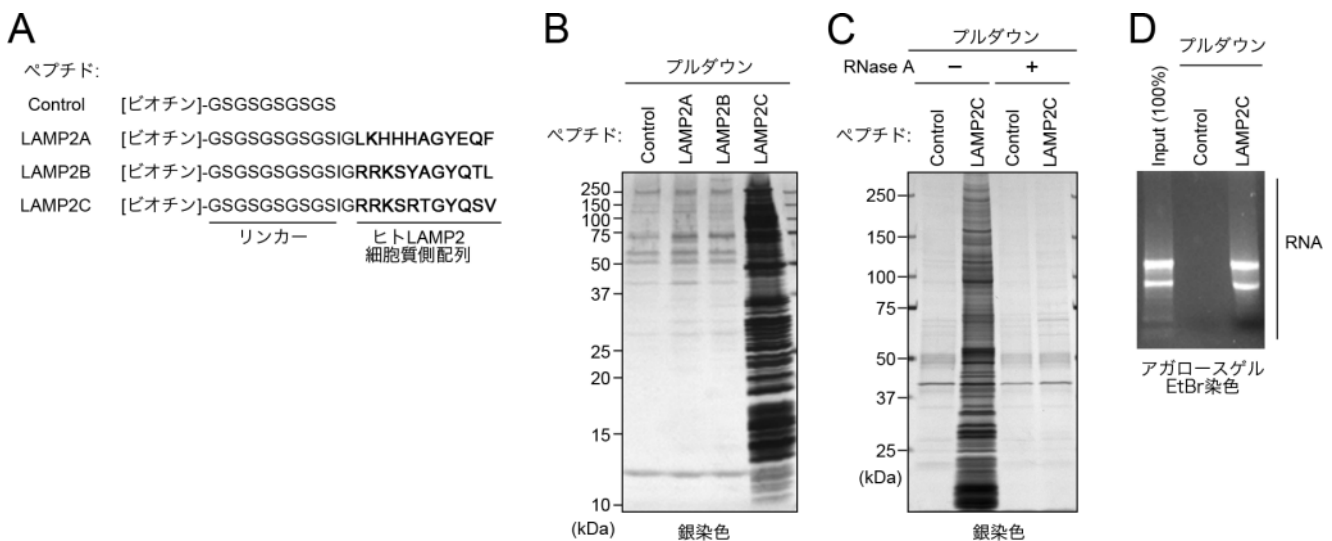 A
ペプチド:
Control [ビオチン]-GSGSGSGSGS
LAMP2A [ビオチン]-GSGSGSGSGSIGLKHHHAGYEQF
LAMP2B [ビオチン]-GSGSGSGSGSIGRRKSYAGYQTL
LAMP2C [ビオチン]-GSGSGSGSGSIGRRKSRTGYQSV
リンカー
ヒトLAMP2
細胞質側配列
B
プルダウン
ペプチド:
Control
LAMP2A
LAMP2B
LAMP2C
250
150
100
75
50
37
25
20
15
10
(kDa)
銀染色
C
プルダウン
RNase A − +
ペプチド:
Control
LAMP2C
Control
LAMP2C
250
150
100
75
50
37
25
(kDa)
銀染色
D
プルダウン
Input (100%)
Control
LAMP2C
RNA
アガロースゲル
EtBr染色